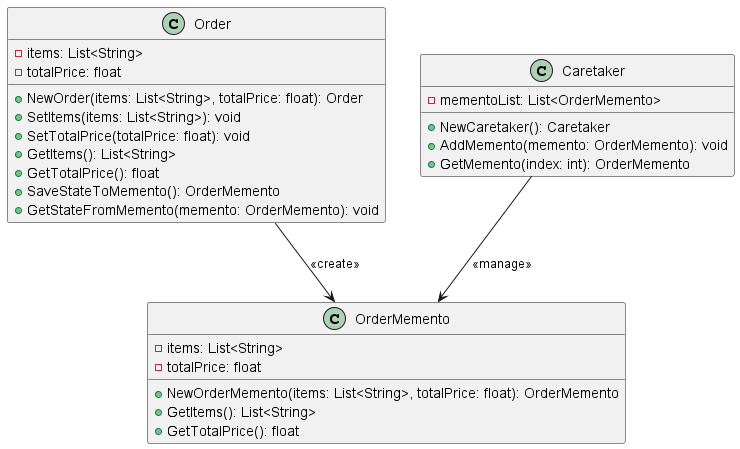 C Order
items: List<String>
totalPrice: float
NewOrder(items: List<String>, totalPrice: float): Order
SetItems(items: List<String>): void
SetTotalPrice(totalPrice: float): void
GetItems(): List<String>
GetTotalPrice(): float
SaveStateToMemento(): OrderMemento
GetStateFromMemento(memento: OrderMemento): void
C Caretaker
mementoList: List<OrderMemento>
NewCaretaker(): Caretaker
AddMemento(memento: OrderMemento): void
GetMemento(index: int): OrderMemento
«create»
«manage»
C OrderMemento
items: List<String>
totalPrice: float
NewOrderMemento(items: List<String>, totalPrice: float): OrderMemento
GetItems(): List<String>
GetTotalPrice(): float